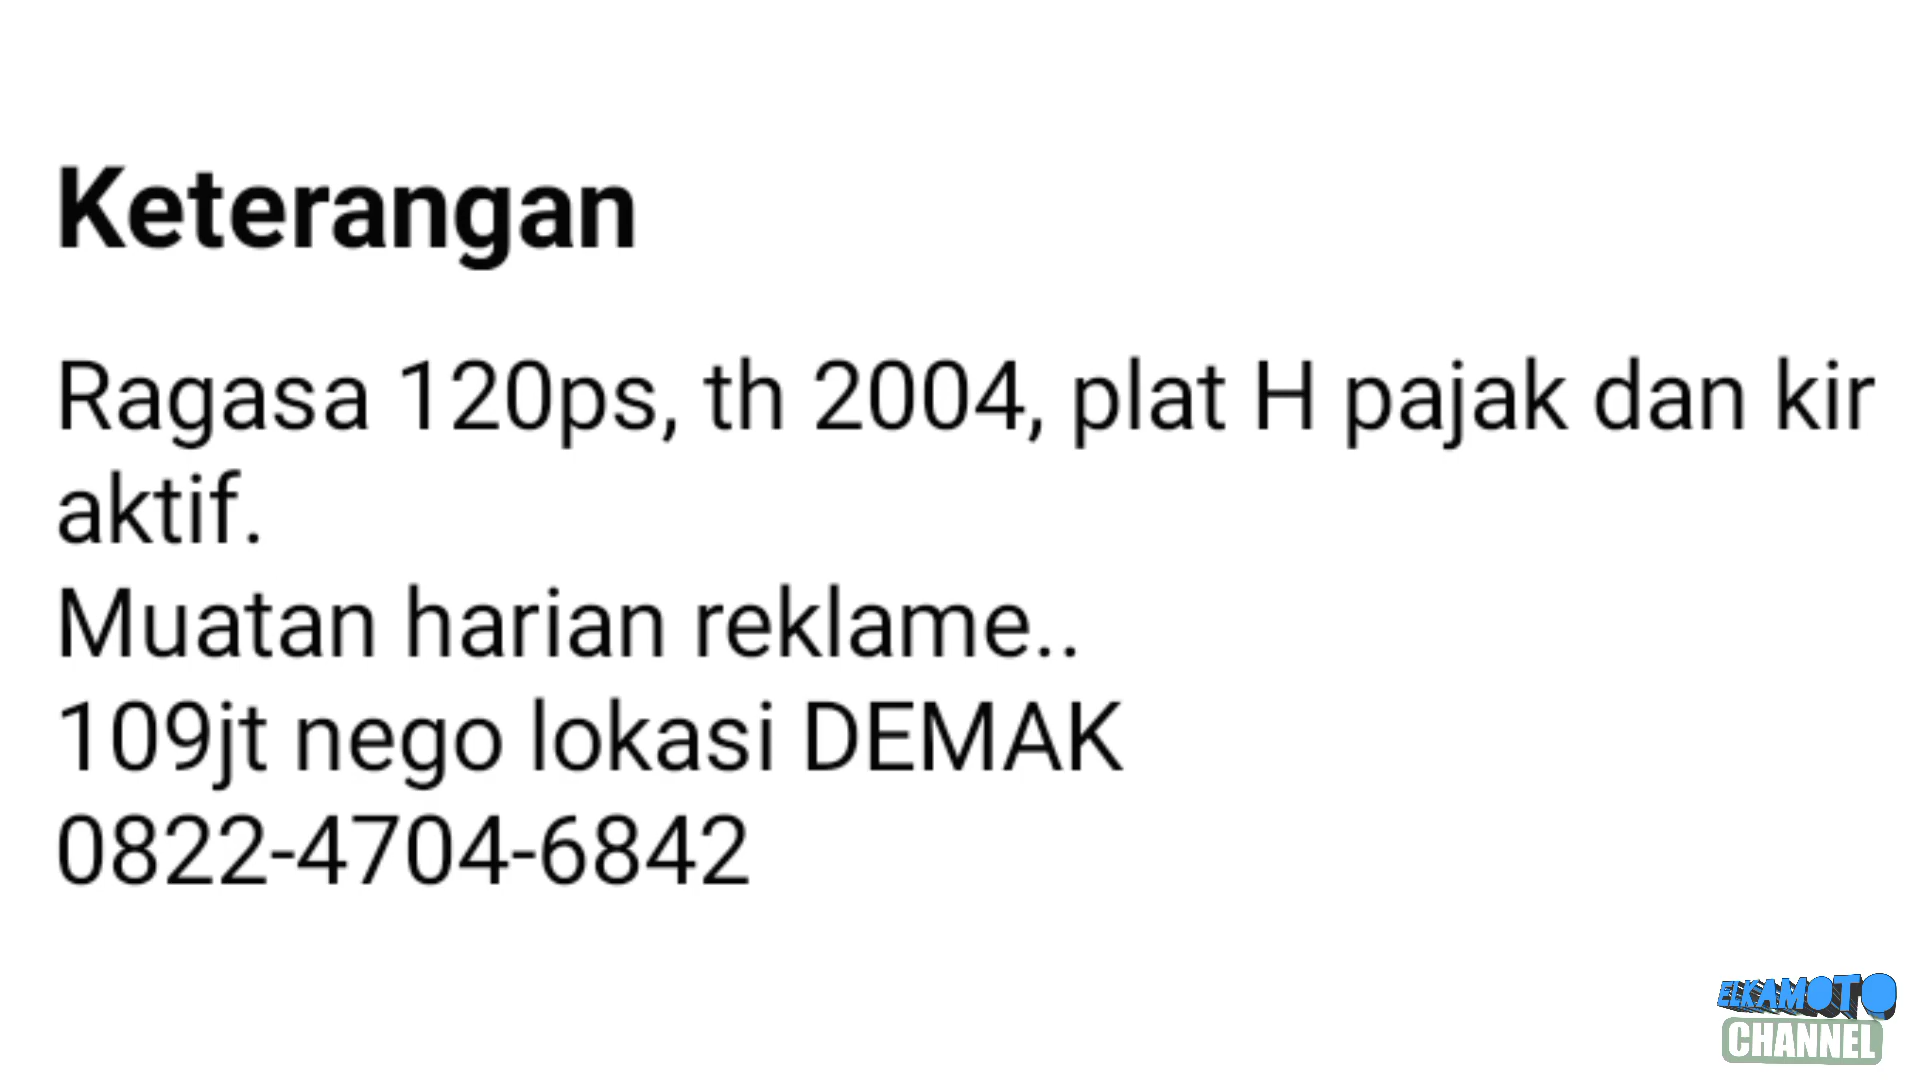 Keterangan
Ragasa 120ps, th 2004, plat H pajak dan kir
aktif.
Muatan harian reklame..
109jt nego lokasi DEMAK
0822-4704-6842
ELKAMOTO
CHANNEL